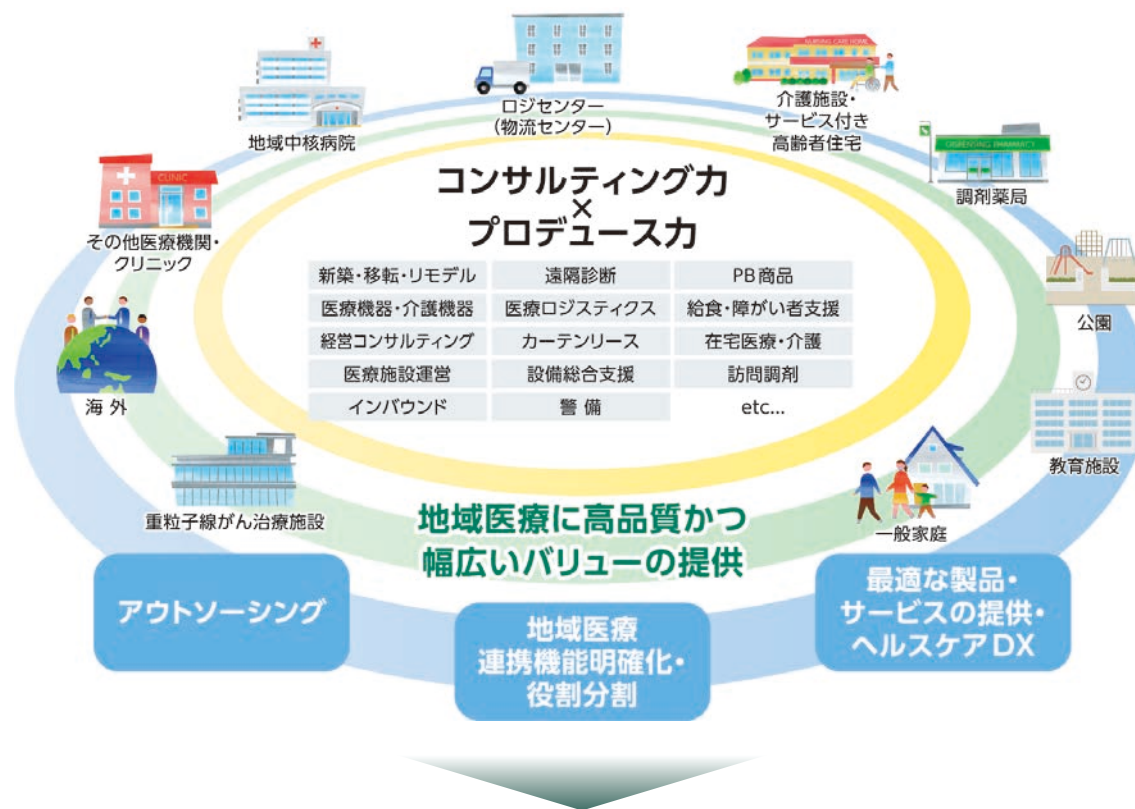 ロジセンター
(物流センター)
地域中核病院
NURSING CARE HOME
介護施設・
サービス付き
高齢者住宅
DISPENSING PHARMACY
調剤薬局
CLINIC
その他医療機関・
クリニック
公園
海外
教育施設
重粒子線がん治療施設
一般家庭
コンサルティング力
×
プロデュース力
新築・移転・リモデル
遠隔診断
PB商品
医療機器・介護機器
医療ロジスティクス
給食・障がい者支援
経営コンサルティング
カーテンリース
在宅医療・介護
医療施設運営
設備総合支援
訪問調剤
インバウンド
警備
etc...
地域医療に高品質かつ
幅広いバリューの提供
アウトソーシング
地域医療
連携機能明確化・
役割分割
最適な製品・
サービスの提供・
ヘルスケアDX